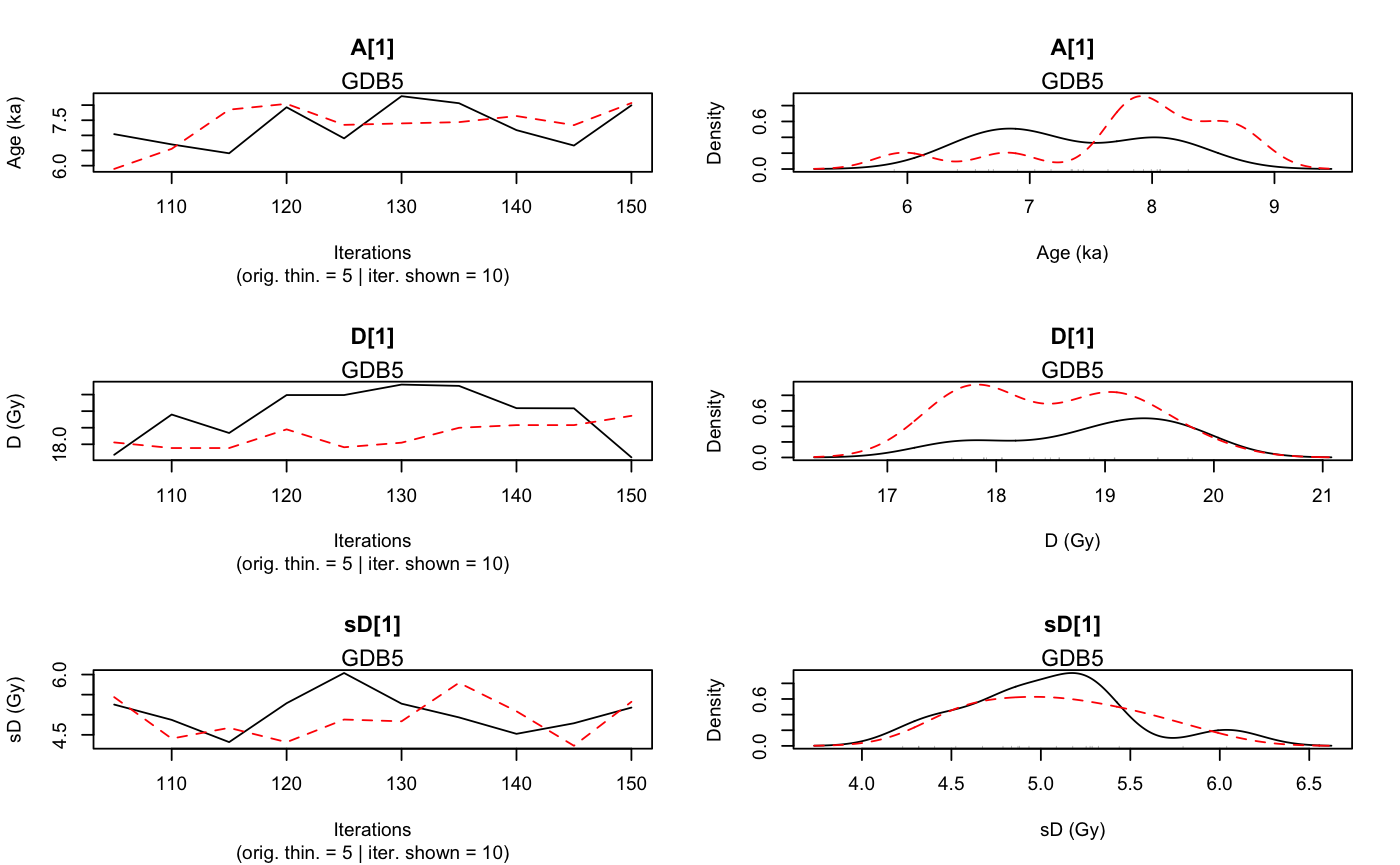 A[1]
GDB5
Age (ka)
6.0 7.5
110 120 130 140 150
Iterations
(orig. thin. = 5 | iter. shown = 10)
A[1]
GDB5
Density
0.0 0.6
6 7 8 9
Age (ka)
D[1]
GDB5
D (Gy)
18.0
110 120 130 140 150
Iterations
(orig. thin. = 5 | iter. shown = 10)
D[1]
GDB5
Density
0.0 0.6
17 18 19 20 21
D (Gy)
sD[1]
GDB5
sD (Gy)
4.5 6.0
110 120 130 140 150
Iterations
(orig. thin. = 5 | iter. shown = 10)
sD[1]
GDB5
Density
0.0 0.6
4.0 4.5 5.0 5.5 6.0 6.5
sD (Gy)